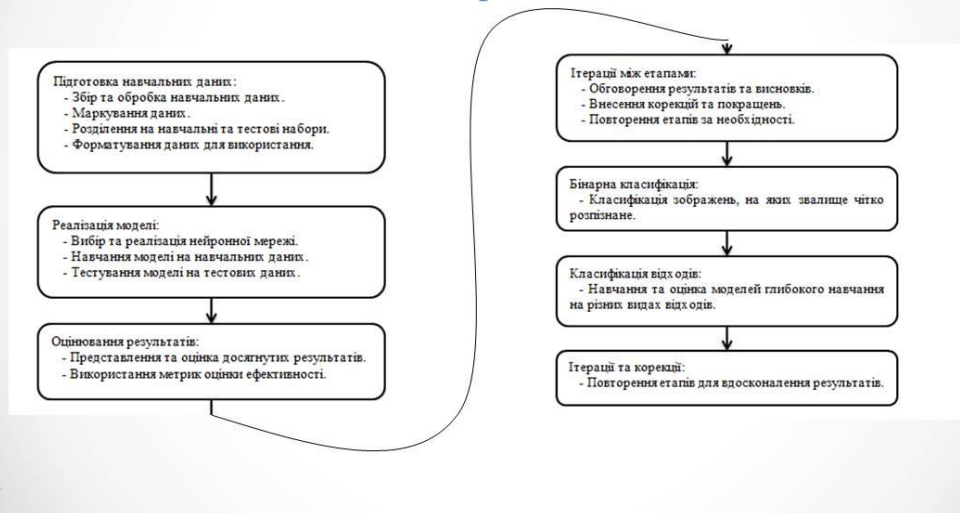 Підготовка навчальних даних:
- Збір та обробка навчальних даних.
- Маркування даних.
- Розділення на навчальні та тестові набори.
- Форматування даних для використання.
Реалізація моделі:
- Вибір та реалізація нейронної мережі.
- Навчання моделі на навчальних даних.
- Тестування моделі на тестових даних.
Оцінювання результатів:
- Представлення та оцінка досягнутих результатів.
- Використання метрик оцінки ефективності.
Ітерації між етапами:
- Обговорення результатів та висновків.
- Внесення корекцій та покращень.
- Повторення етапів за необхідності.
Бінарна класифікація:
- Класифікація зображень, на яких звалище чітко
розпізнане.
Класифікація відходів:
- Навчання та оцінка моделей глибокого навчання
на різних видах відходів.
Ітерації та корекції:
- Повторення етапів для вдосконалення результатів.